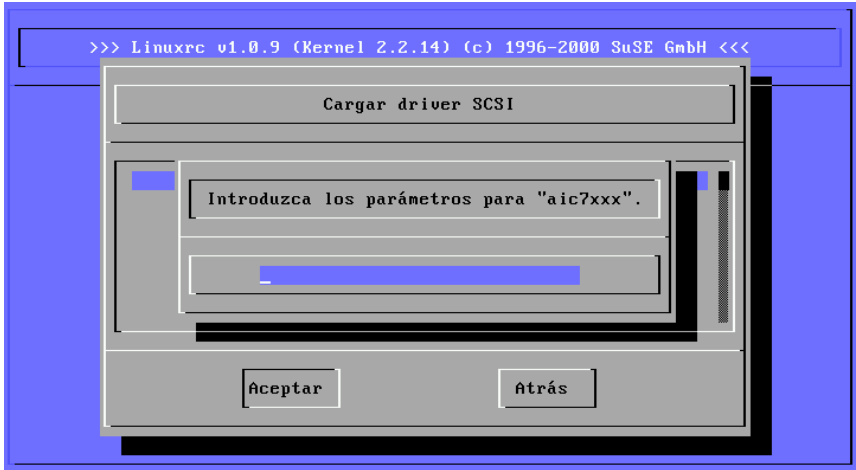 >>> Linuxrc v1.0.9 (Kernel 2.2.14) (c) 1996-2000 SuSE GmbH <<<
Cargar driver SCSI
Introduzca los parámetros para "aic7xxx".
Aceptar
Atrás